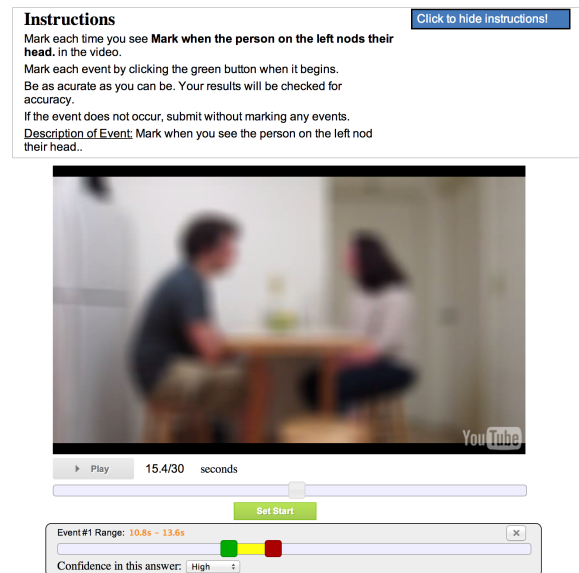 Instructions
Click to hide instructions!
Mark each time you see Mark when the person on the left nods their
head. in the video.
Mark each event by clicking the green button when it begins.
Be as acurate as you can be. Your results will be checked for
accuracy.
If the event does not occur, submit without marking any events.
Description of Event: Mark when you see the person on the left nod
their head..
YouTube
Play 15.4/30 seconds
Set Start
Event #1 Range: 10.8s - 13.6s
Confidence in this answer: High